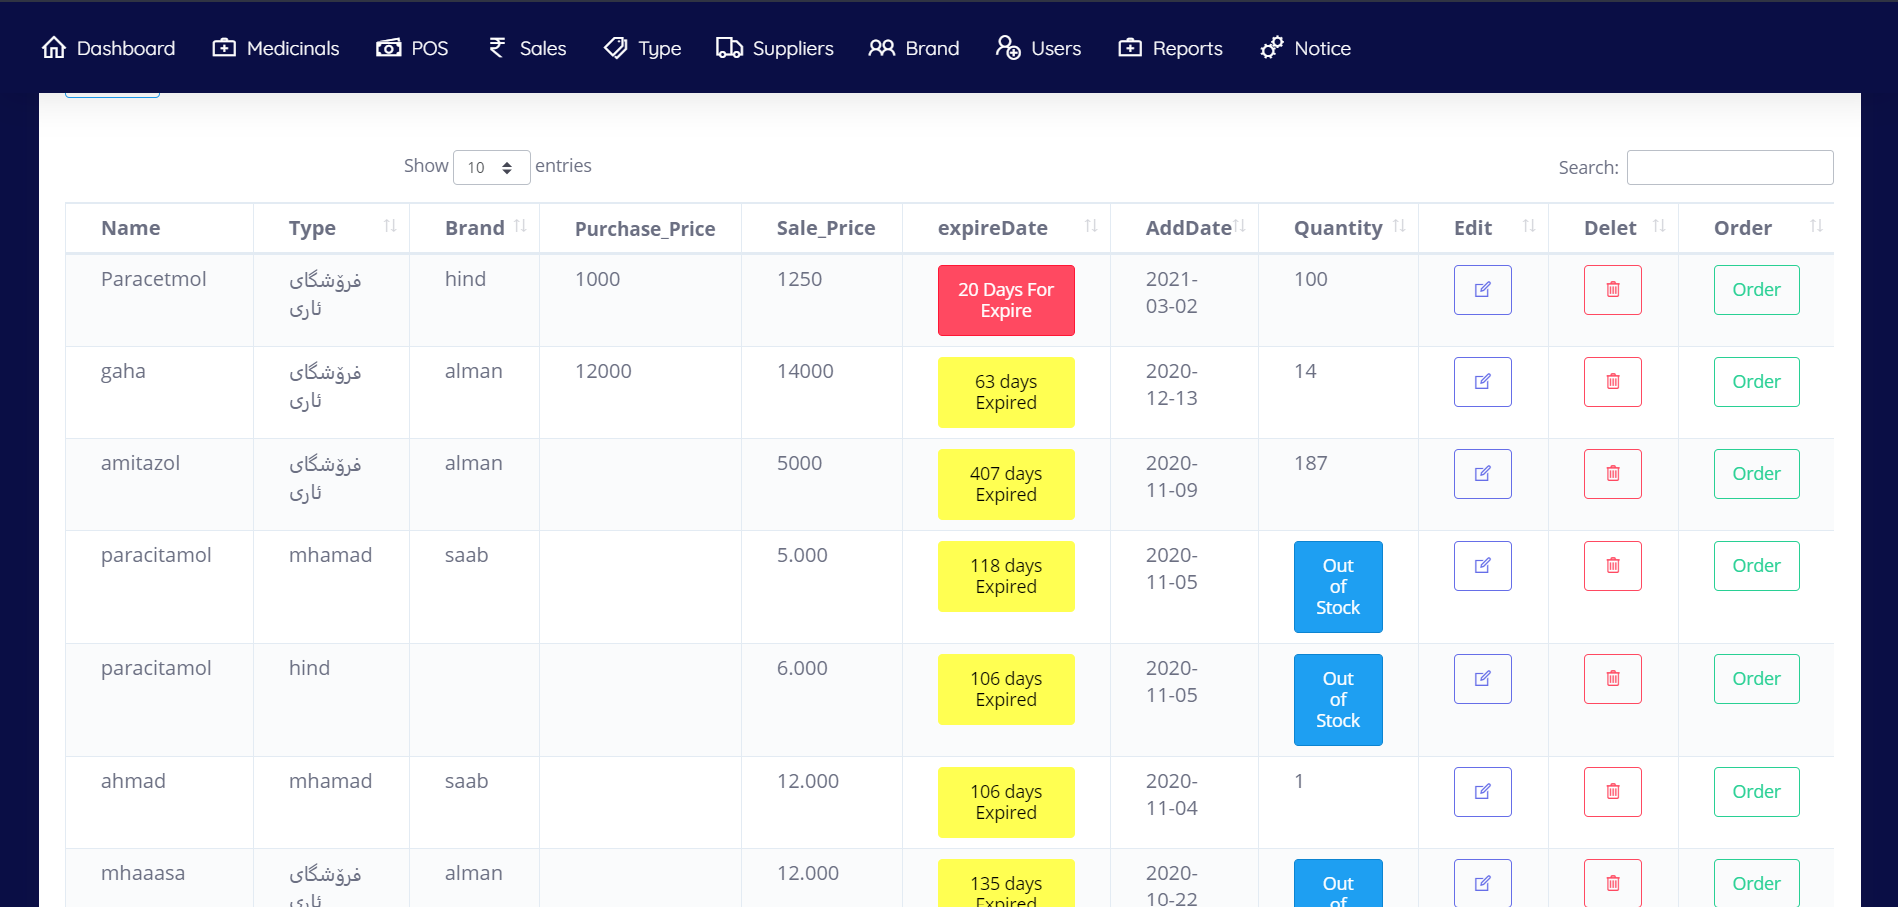 Dashboard Medicinals POS Sales Type Suppliers Brand Users Reports Notice
Show 10 entries Search:
Name Type Brand Purchase_Price Sale_Price expireDate AddDate Quantity Edit Delet Order
Paracetmol فرۆشگای hind 1000 1250 20 Days For 2021- 100 Order
ئاری Expire 03-02
gaha فرۆشگای alman 12000 14000 63 days 2020- 14 Order
ئاری Expired 12-13
amitazol فرۆشگای alman 5000 407 days 2020- 187 Order
ئاری Expired 11-09
paracitamol mhamad saab 5.000 118 days 2020- Out Order
Expired 11-05 of
Stock
paracitamol hind 6.000 106 days 2020- Out Order
Expired 11-05 of
Stock
ahmad mhamad saab 12.000 106 days 2020- 1 Order
Expired 11-04
mhaaasa فرۆشگای alman 12.000 135 days 2020- Out Order
ئاری Expired 10-22 of